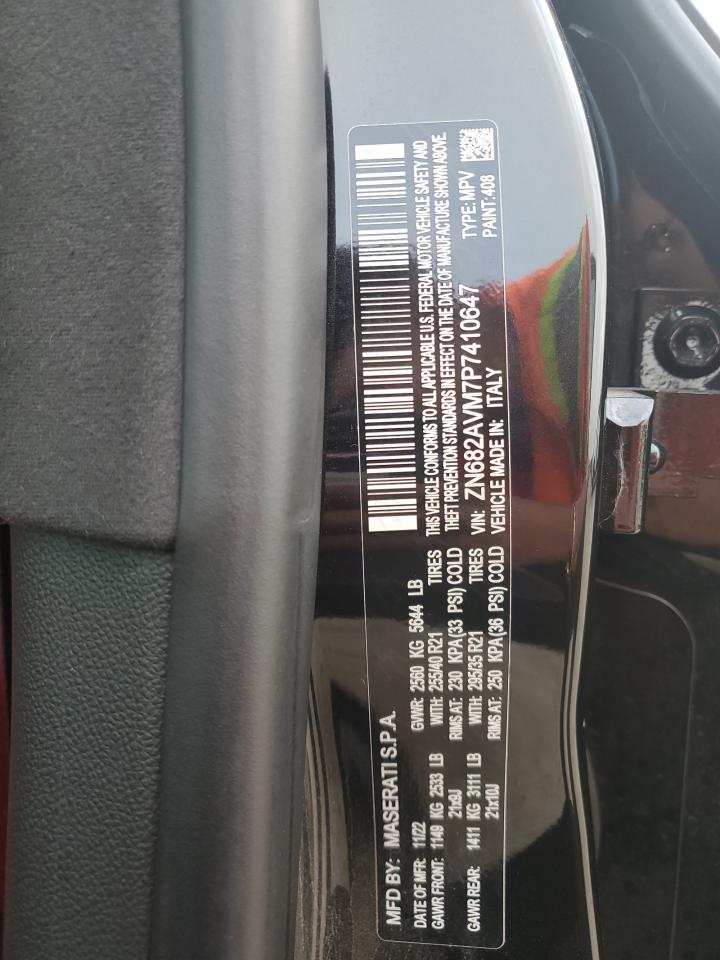 MFD BY: MASERATI S.P.A.
DATE OF MFR: 11/22 GVWR: 2560 KG 5644 LB
GAWR FRONT: 1149 KG 2533 LB WITH: 255/40 R21 TIRES
21x9J RIMS AT: 230 KPA(33 PSI) COLD
GAWR REAR: 1411 KG 3111 LB WITH: 295/35 R21 TIRES
21x10J RIMS AT: 250 KPA(36 PSI) COLD
THIS VEHICLE CONFORMS TO ALL APPLICABLE U.S. FEDERAL MOTOR VEHICLE SAFETY AND
THEFT PREVENTION STANDARDS IN EFFECT ON THE DATE OF MANUFACTURE SHOWN ABOVE.
VIN: ZN682AVM7P7410647 TYPE: MPV
VEHICLE MADE IN: ITALY PAINT: 408